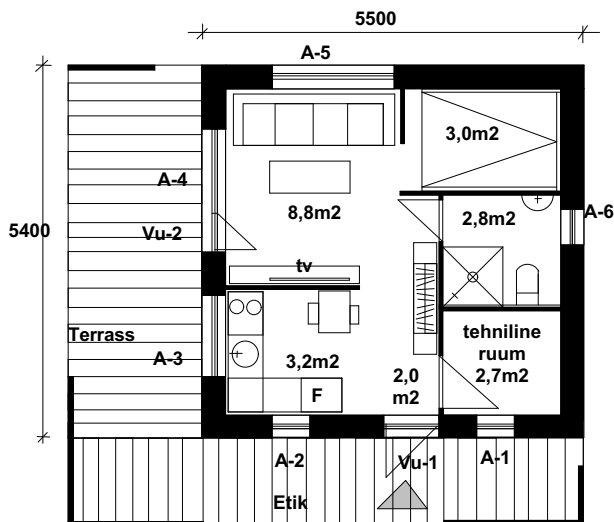 5500
A-5
3,0m2
A-4
8,8m2
2,8m2
A-6
5400
Vu-2
tv
Terrass
tehniline
ruum
A-3
3,2m2
2,0
m2
2,7m2
F
A-2
Vu-1
A-1
Etik